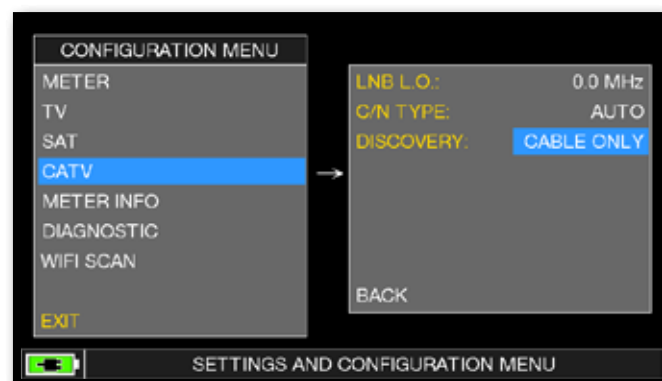 CONFIGURATION MENU
METER
TV
SAT
CATV
METER INFO
DIAGNOSTIC
WIFI SCAN
EXIT
→
LNB L.O.: 0.0 MHz
C/N TYPE: AUTO
DISCOVERY: CABLE ONLY
BACK
SETTINGS AND CONFIGURATION MENU